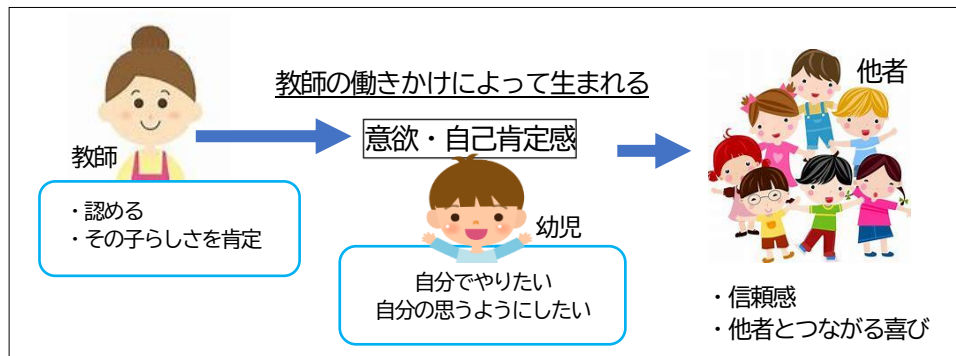 教師の働きかけによって生まれる
意欲・自己肯定感
教師
・認める
・その子らしさを肯定
幼児
自分でやりたい
自分の思うようにしたい
他者
・信頼感
・他者とつながる喜び